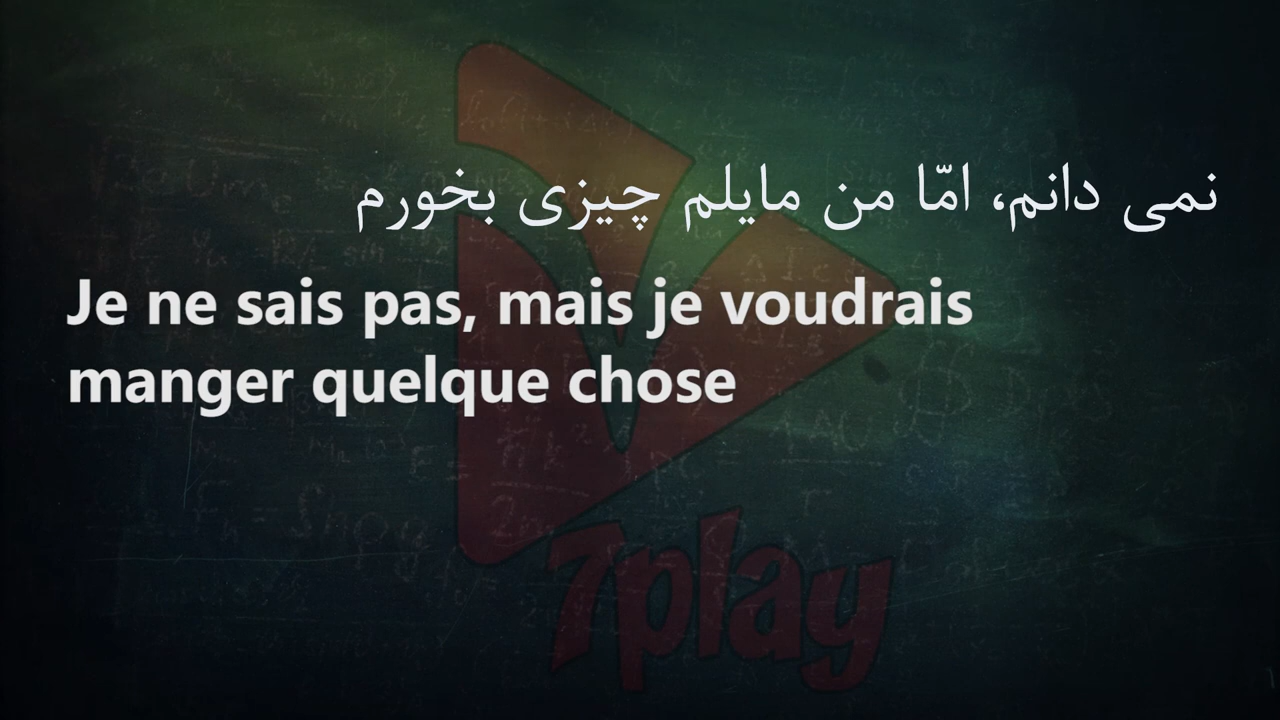 نمی دانم، امّا من مایلم چیزی بخورم
Je ne sais pas, mais je voudrais
manger quelque chose
7play